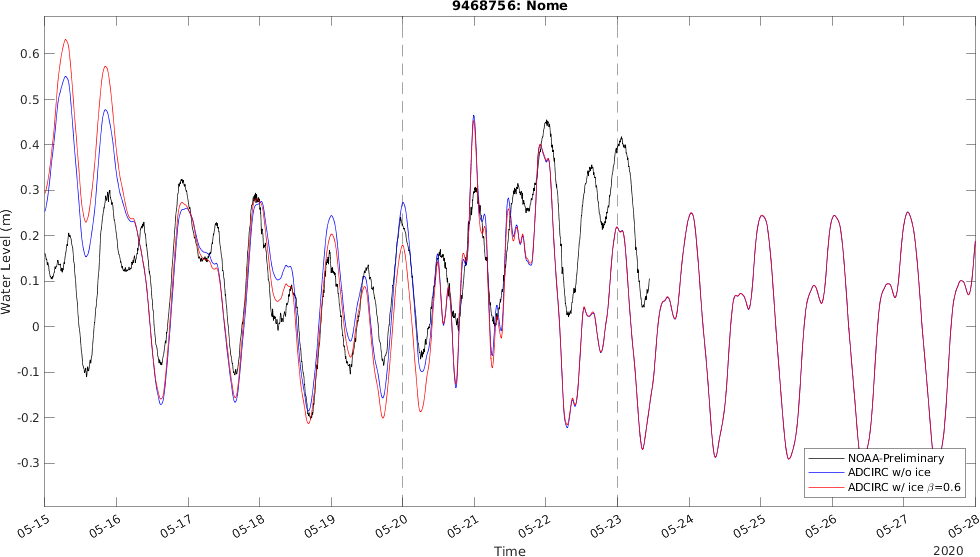 9468756: Nome
Water Level (m)
0.6
0.5
0.4
0.3
0.2
0.1
0
-0.1
-0.2
-0.3
NOAA-Preliminary
ADCIRC w/o ice
ADCIRC w/ ice β=0.6
05-15 05-16 05-17 05-18 05-19 05-20 05-21 05-22 05-23 05-24 05-25 05-26 05-27 05-28
Time
2020